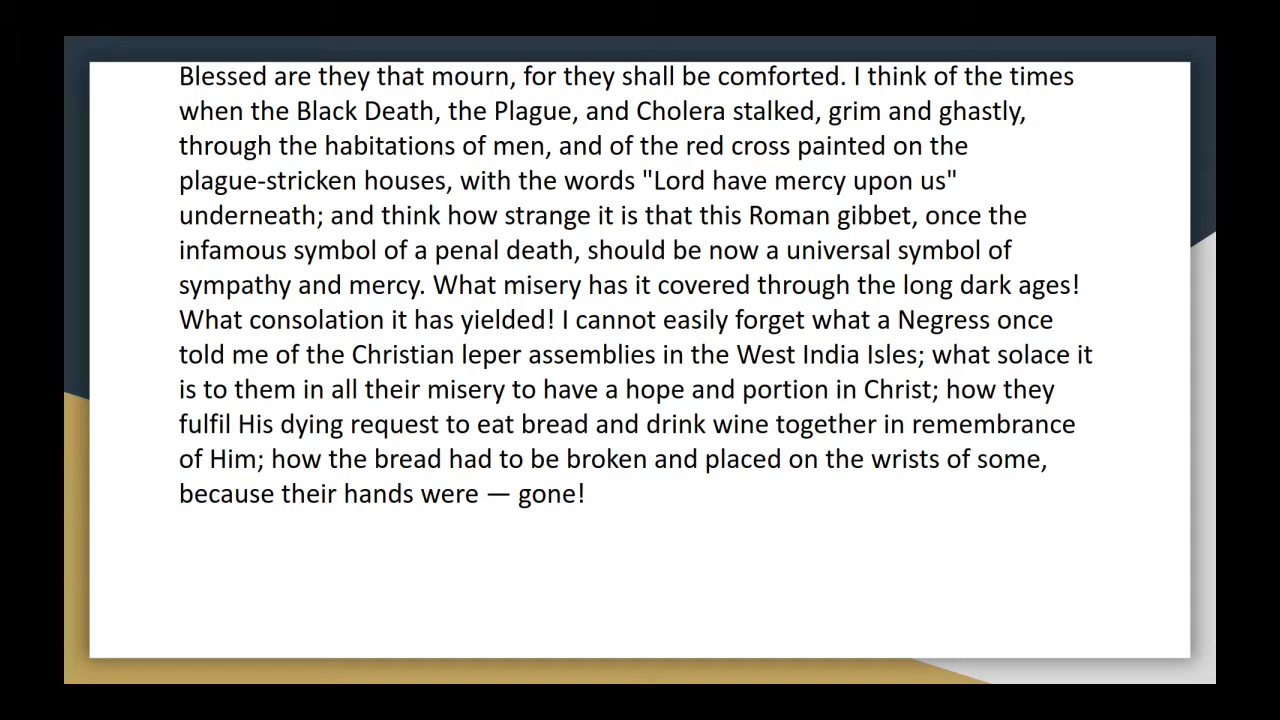 Blessed are they that mourn, for they shall be comforted. I think of the times
when the Black Death, the Plague, and Cholera stalked, grim and ghastly,
through the habitations of men, and of the red cross painted on the
plague-stricken houses, with the words "Lord have mercy upon us"
underneath; and think how strange it is that this Roman gibbet, once the
infamous symbol of a penal death, should be now a universal symbol of
sympathy and mercy. What misery has it covered through the long dark ages!
What consolation it has yielded! I cannot easily forget what a Negress once
told me of the Christian leper assemblies in the West India Isles; what solace it
is to them in all their misery to have a hope and portion in Christ; how they
fulfil His dying request to eat bread and drink wine together in remembrance
of Him; how the bread had to be broken and placed on the wrists of some,
because their hands were — gone!